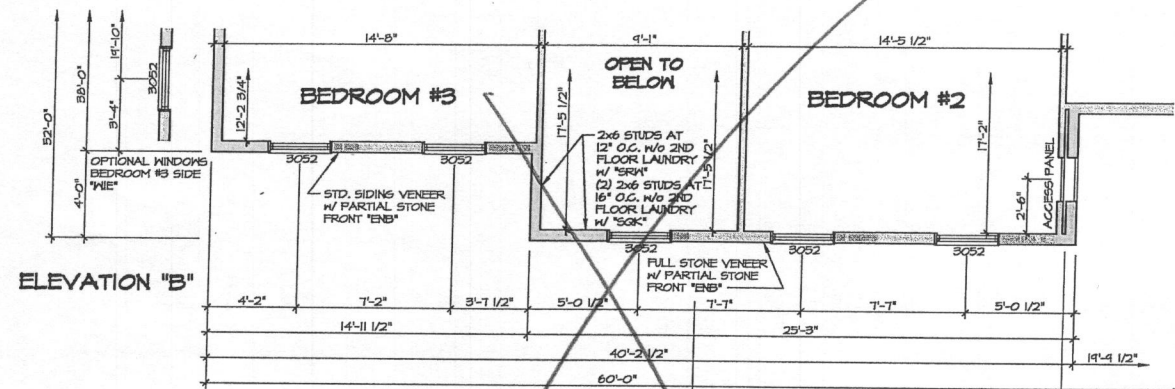 14'-8"
9'-1"
14'-5 1/2"
52'-0"
38'-0"
19'-10"
3052
3'-4"
4'-0"
OPTIONAL WINDOWS
BEDROOM #3 SIDE
"WIE"
12'-2 3/4"
BEDROOM #3
3052
3052
STD. SIDING VENEER
W/ PARTIAL STONE
FRONT "ENB"
OPEN TO
BELOW
17'-5 1/2"
17'-5 1/2"
2x6 STUDS AT
12" O.C. W/O 2ND
FLOOR LAUNDRY
W/ "SRW"
(2) 2x6 STUDS AT
16" O.C. W/O 2ND
FLOOR LAUNDRY
W/ "SGK"
3052
BEDROOM #2
17'-2"
2'-6"
ACCESS PANEL
3052
3052
FULL STONE VENEER
W/ PARTIAL STONE
FRONT "ENB"
ELEVATION "B"
4'-2"
7'-2"
3'-7 1/2"
5'-0 1/2"
7'-7"
7'-7"
5'-0 1/2"
14'-11 1/2"
25'-3"
40'-2 1/2"
19'-9 1/2"
60'-0"